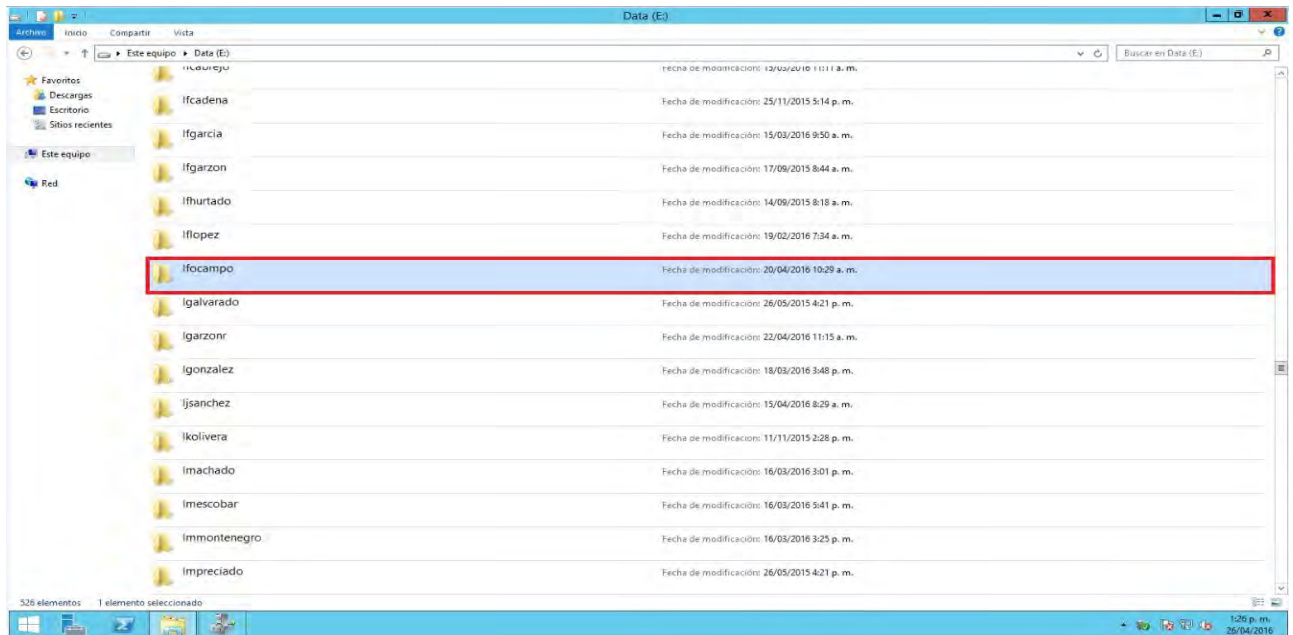 Data (E:)
Archivo Inicio Compartir Vista
Este equipo Data (E:)
Buscar en Data (E:)
Favoritos
Descargas
Escritorio
Sitios recientes
Este equipo
Red
Fecha de modificación: 11:11 a. m.
lfcadena Fecha de modificación: 25/11/2015 5:14 p. m.
lfgarcia Fecha de modificación: 15/03/2016 9:50 a. m.
lfgarzon Fecha de modificación: 17/09/2015 8:44 a. m.
lfhurtado Fecha de modificación: 14/09/2015 8:18 a. m.
lflopez Fecha de modificación: 19/02/2016 7:34 a. m.
lfocampo Fecha de modificación: 20/04/2016 10:29 a. m.
lgalvarado Fecha de modificación: 26/05/2015 4:21 p. m.
lgarzonr Fecha de modificación: 22/04/2016 11:15 a. m.
lgonzalez Fecha de modificación: 18/03/2016 3:48 p. m.
ljsanchez Fecha de modificación: 15/04/2016 8:29 a. m.
lkolivera Fecha de modificación: 11/11/2015 2:28 p. m.
lmachado Fecha de modificación: 16/03/2016 3:01 p. m.
lmescobar Fecha de modificación: 16/03/2016 5:41 p. m.
lmmontenegro Fecha de modificación: 16/03/2016 3:25 p. m.
lmpreciado Fecha de modificación: 26/05/2015 4:21 p. m.
526 elementos 1 elemento seleccionado
1:26 p. m.
26/04/2016